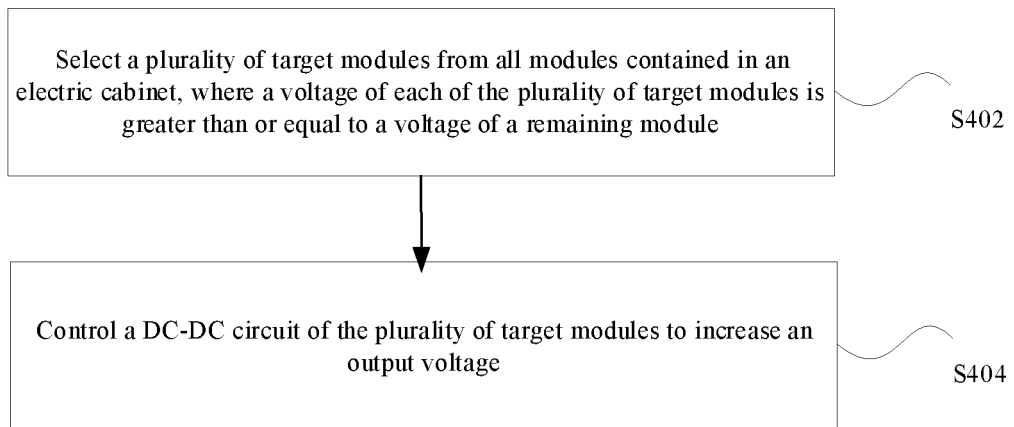 Select a plurality of target modules from all modules contained in an
electric cabinet, where a voltage of each of the plurality of target modules is
greater than or equal to a voltage of a remaining module
S402
Control a DC-DC circuit of the plurality of target modules to increase an
output voltage
S404